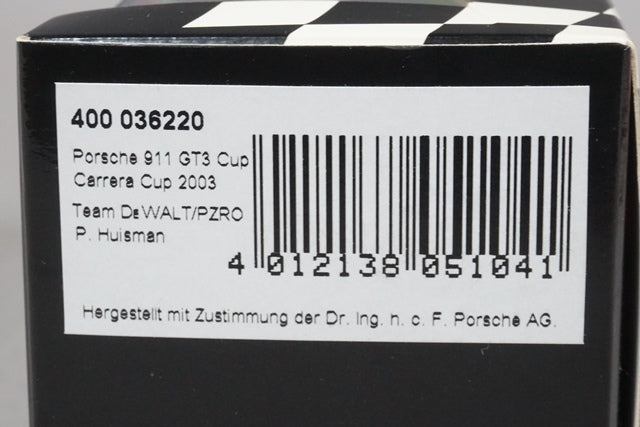 400 036220
Porsche 911 GT3 Cup
Carrera Cup 2003
Team DeWALT/PZRO
P. Huisman
4 012138 051041
Hergestellt mit Zustimmung der Dr. Ing. h. c. F. Porsche AG.